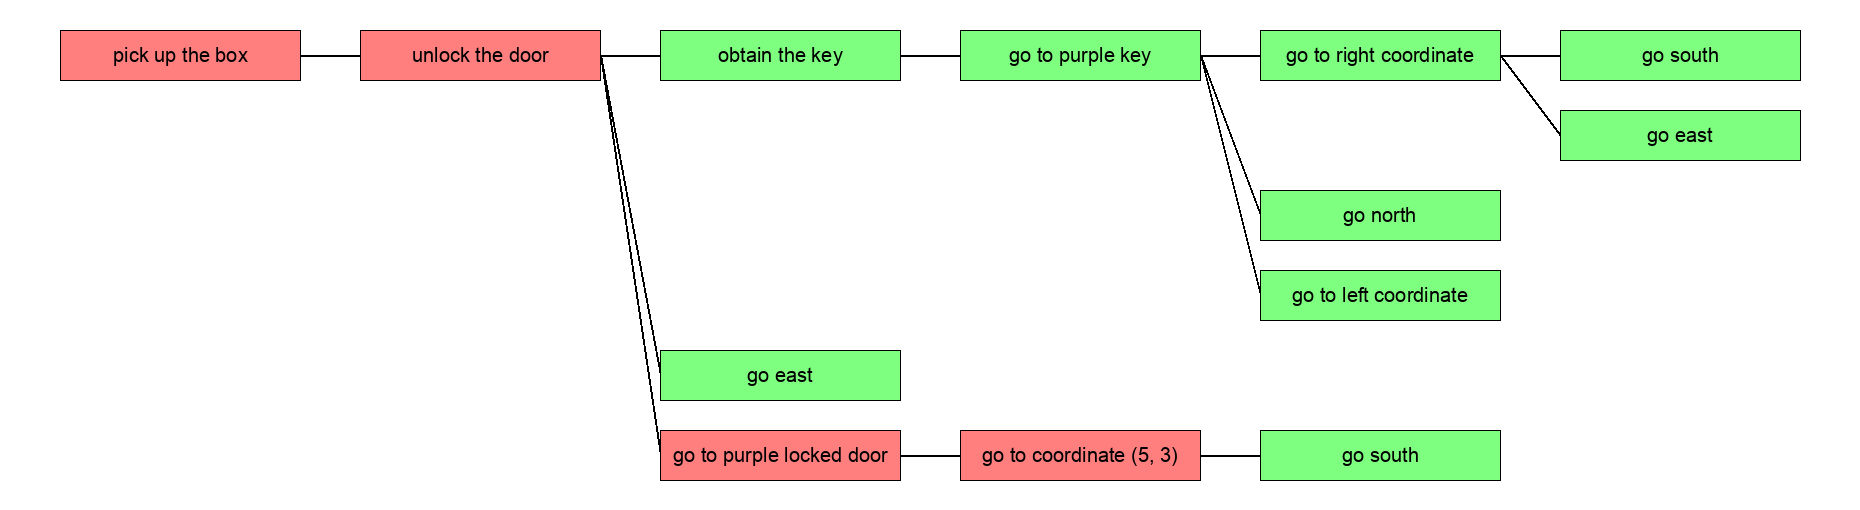 pick up the box
unlock the door
obtain the key
go to purple key
go to right coordinate
go south
go east
go north
go to left coordinate
go east
go to purple locked door
go to coordinate (5, 3)
go south